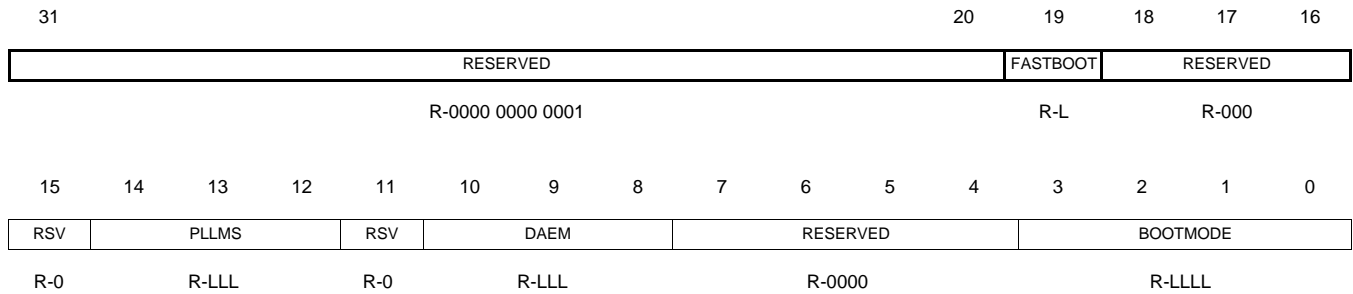 31 20 19 18 17 16
RESERVED FASTBOOT RESERVED
R-0000 0000 0001 R-L R-000
15 14 13 12 11 10 9 8 7 6 5 4 3 2 1 0
RSV PLLMS RSV DAEM RESERVED BOOTMODE
R-0 R-LLL R-0 R-LLL R-0000 R-LLLL